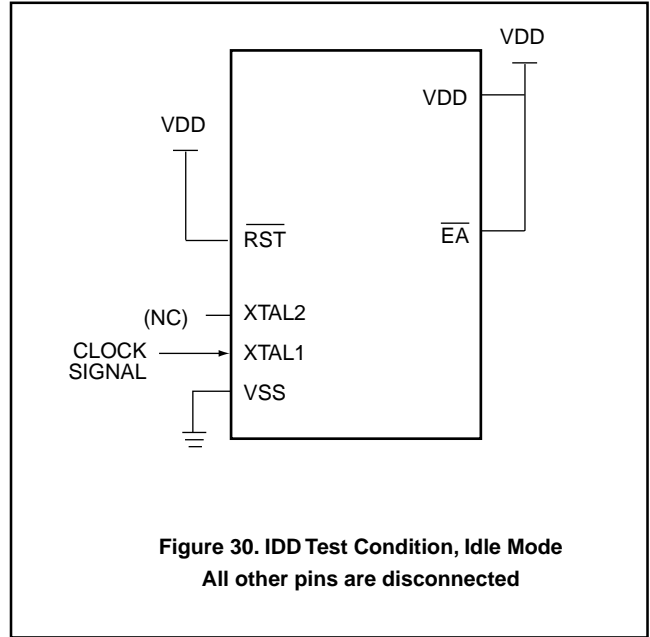 VDD
VDD
VDD
RST
EA
(NC)
XTAL2
CLOCK
SIGNAL
XTAL1
VSS
Figure 30. IDD Test Condition, Idle Mode
All other pins are disconnected